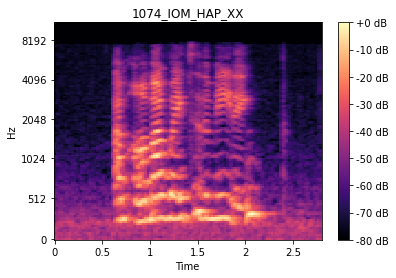 1074_IOM_HAP_XX
+0 dB
8192
-10 dB
4096
-20 dB
-30 dB
2048
Hz
-40 dB
1024
-50 dB
512
-60 dB
-70 dB
0
-80 dB
0 0.5 1 1.5 2 2.5
Time